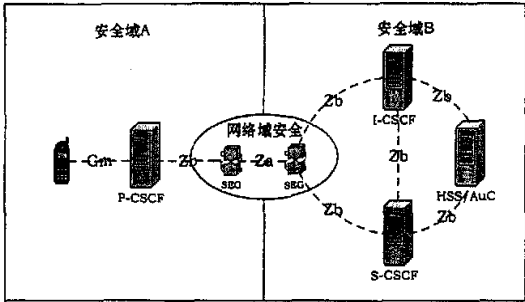 安全域A
安全域B
Zb
I-CSCF
Zb
网络域安全
Gm
Zb
Za
Zb
P-CSCF
SEG
SEG
HSS/AuC
Zb
Zb
S-CSCF